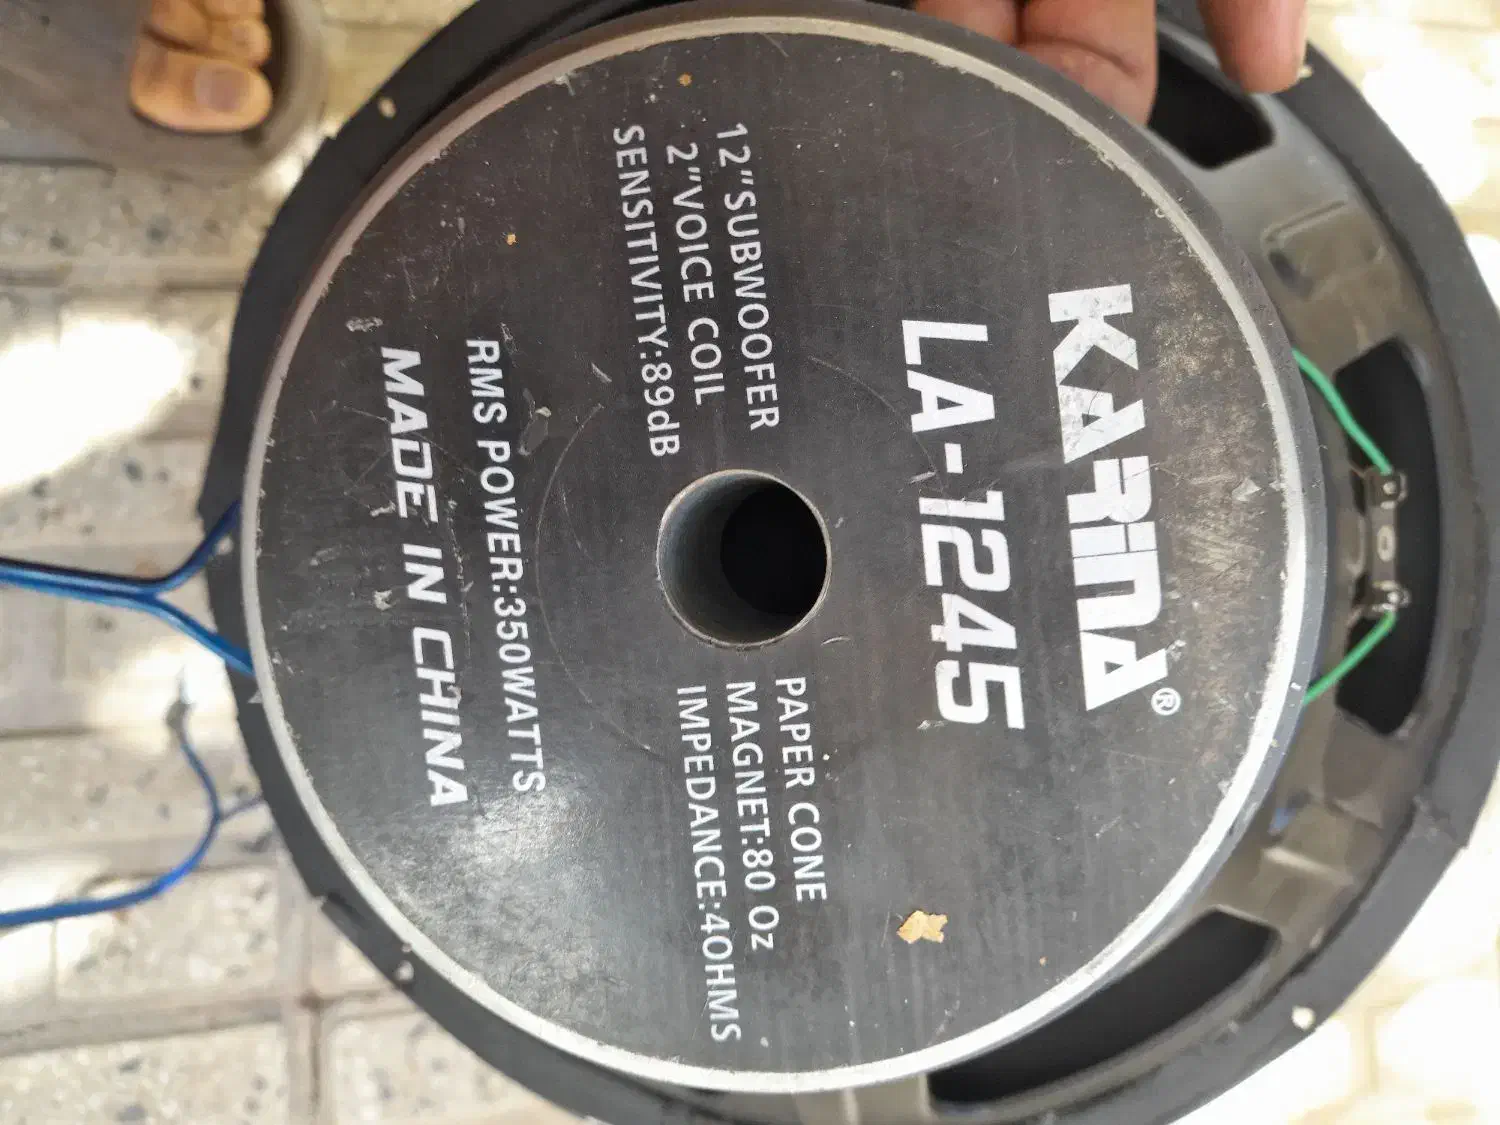 KARINA®
LA-1245
12"SUBWOOFER
2"VOICE COIL
SENSITIVITY:89dB
PAPER CONE
MAGNET:80 Oz
IMPEDANCE:4OHMS
RMS POWER:350WATTS
MADE IN CHINA